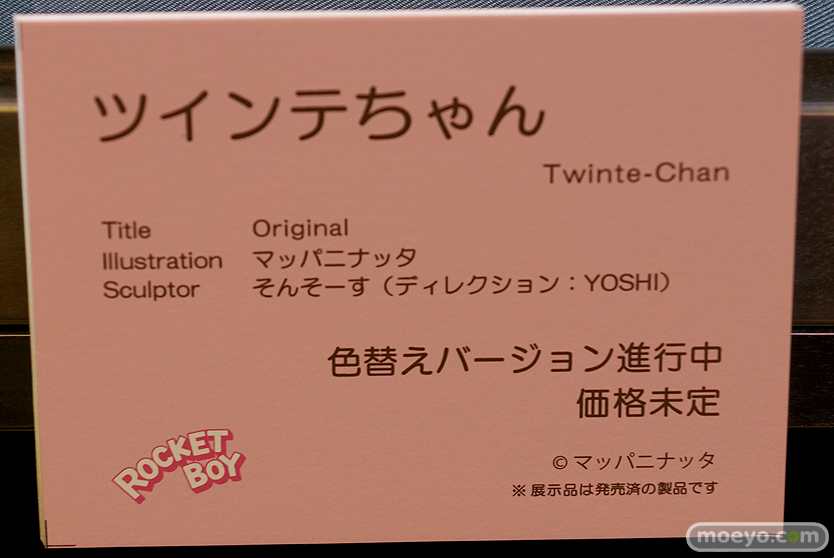 ツインテちゃん
Twinte-Chan
Title Original
Illustration マッパニナッタ
Sculptor そんそーす（ディレクション：YOSHI）
色替えバージョン進行中
価格未定
ROCKET BOY
© マッパニナッタ
※ 展示品は発売済の製品です
moeyo.com